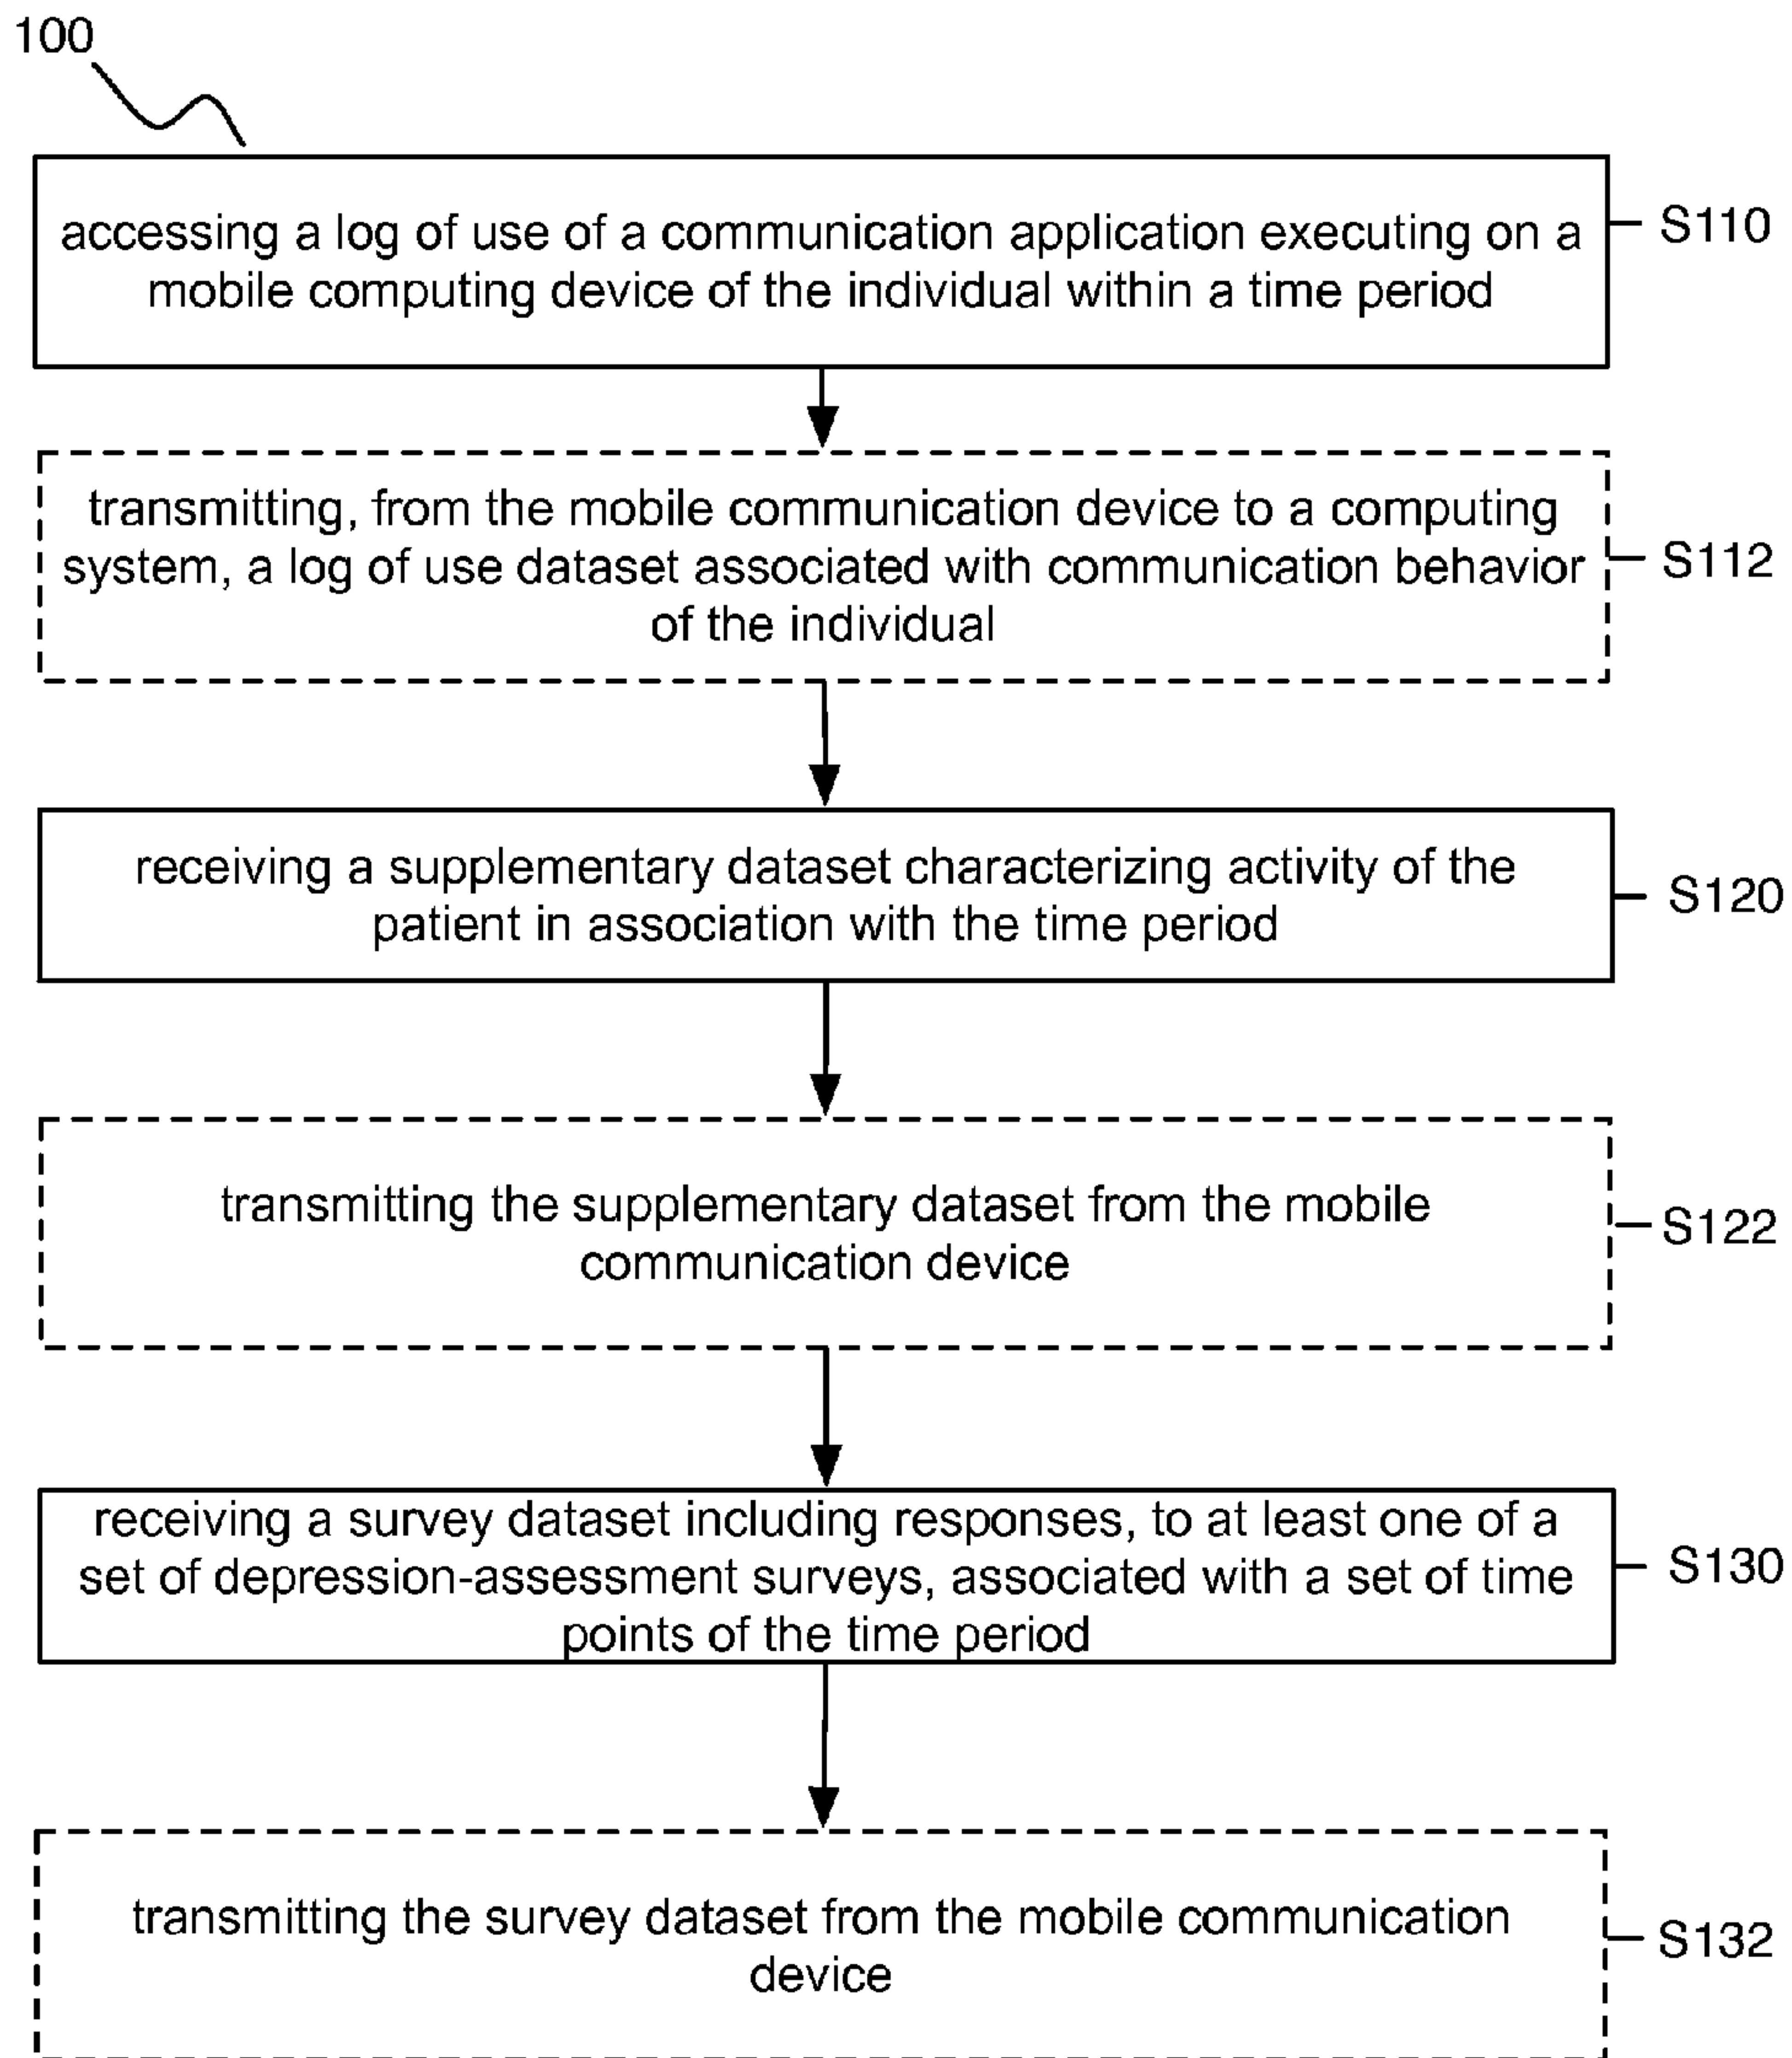 100
accessing a log of use of a communication application executing on a
mobile computing device of the individual within a time period
S110
transmitting, from the mobile communication device to a computing
system, a log of use dataset associated with communication behavior
of the individual
S112
receiving a supplementary dataset characterizing activity of the
patient in association with the time period
S120
transmitting the supplementary dataset from the mobile
communication device
S122
receiving a survey dataset including responses, to at least one of a
set of depression-assessment surveys, associated with a set of time
points of the time period
S130
transmitting the survey dataset from the mobile communication
device
S132